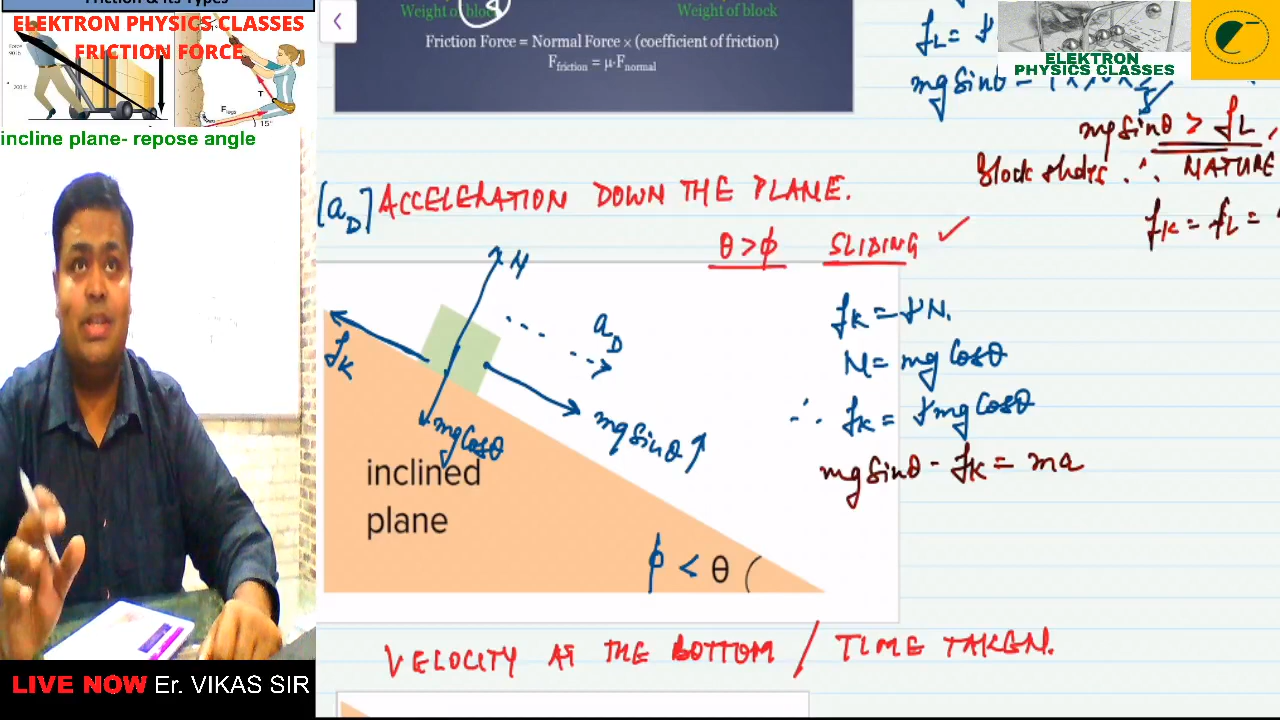 Friction & its Types
ELEKTRON PHYSICS CLASSES
FRICTION FORCE
incline plane- repose angle
Weight of block
Weight of block
Friction Force = Normal Force × (coefficient of friction)
F friction = μ·F normal
ELEKTRON
PHYSICS CLASSES
mg Sinθ > fL
Block slides ∴ NATURE
fK = fL =
[aD] ACCELERATION DOWN THE PLANE.
θ > ϕ SLIDING ✓
N
aD
fK
mg Cosθ
mg Sinθ ↑
inclined
plane
ϕ < θ
fK = μN.
N = mg Cosθ
∴ fK = μmg Cosθ
mg Sinθ - fK = ma
VELOCITY AT THE BOTTOM / TIME TAKEN.
LIVE NOW Er. VIKAS SIR